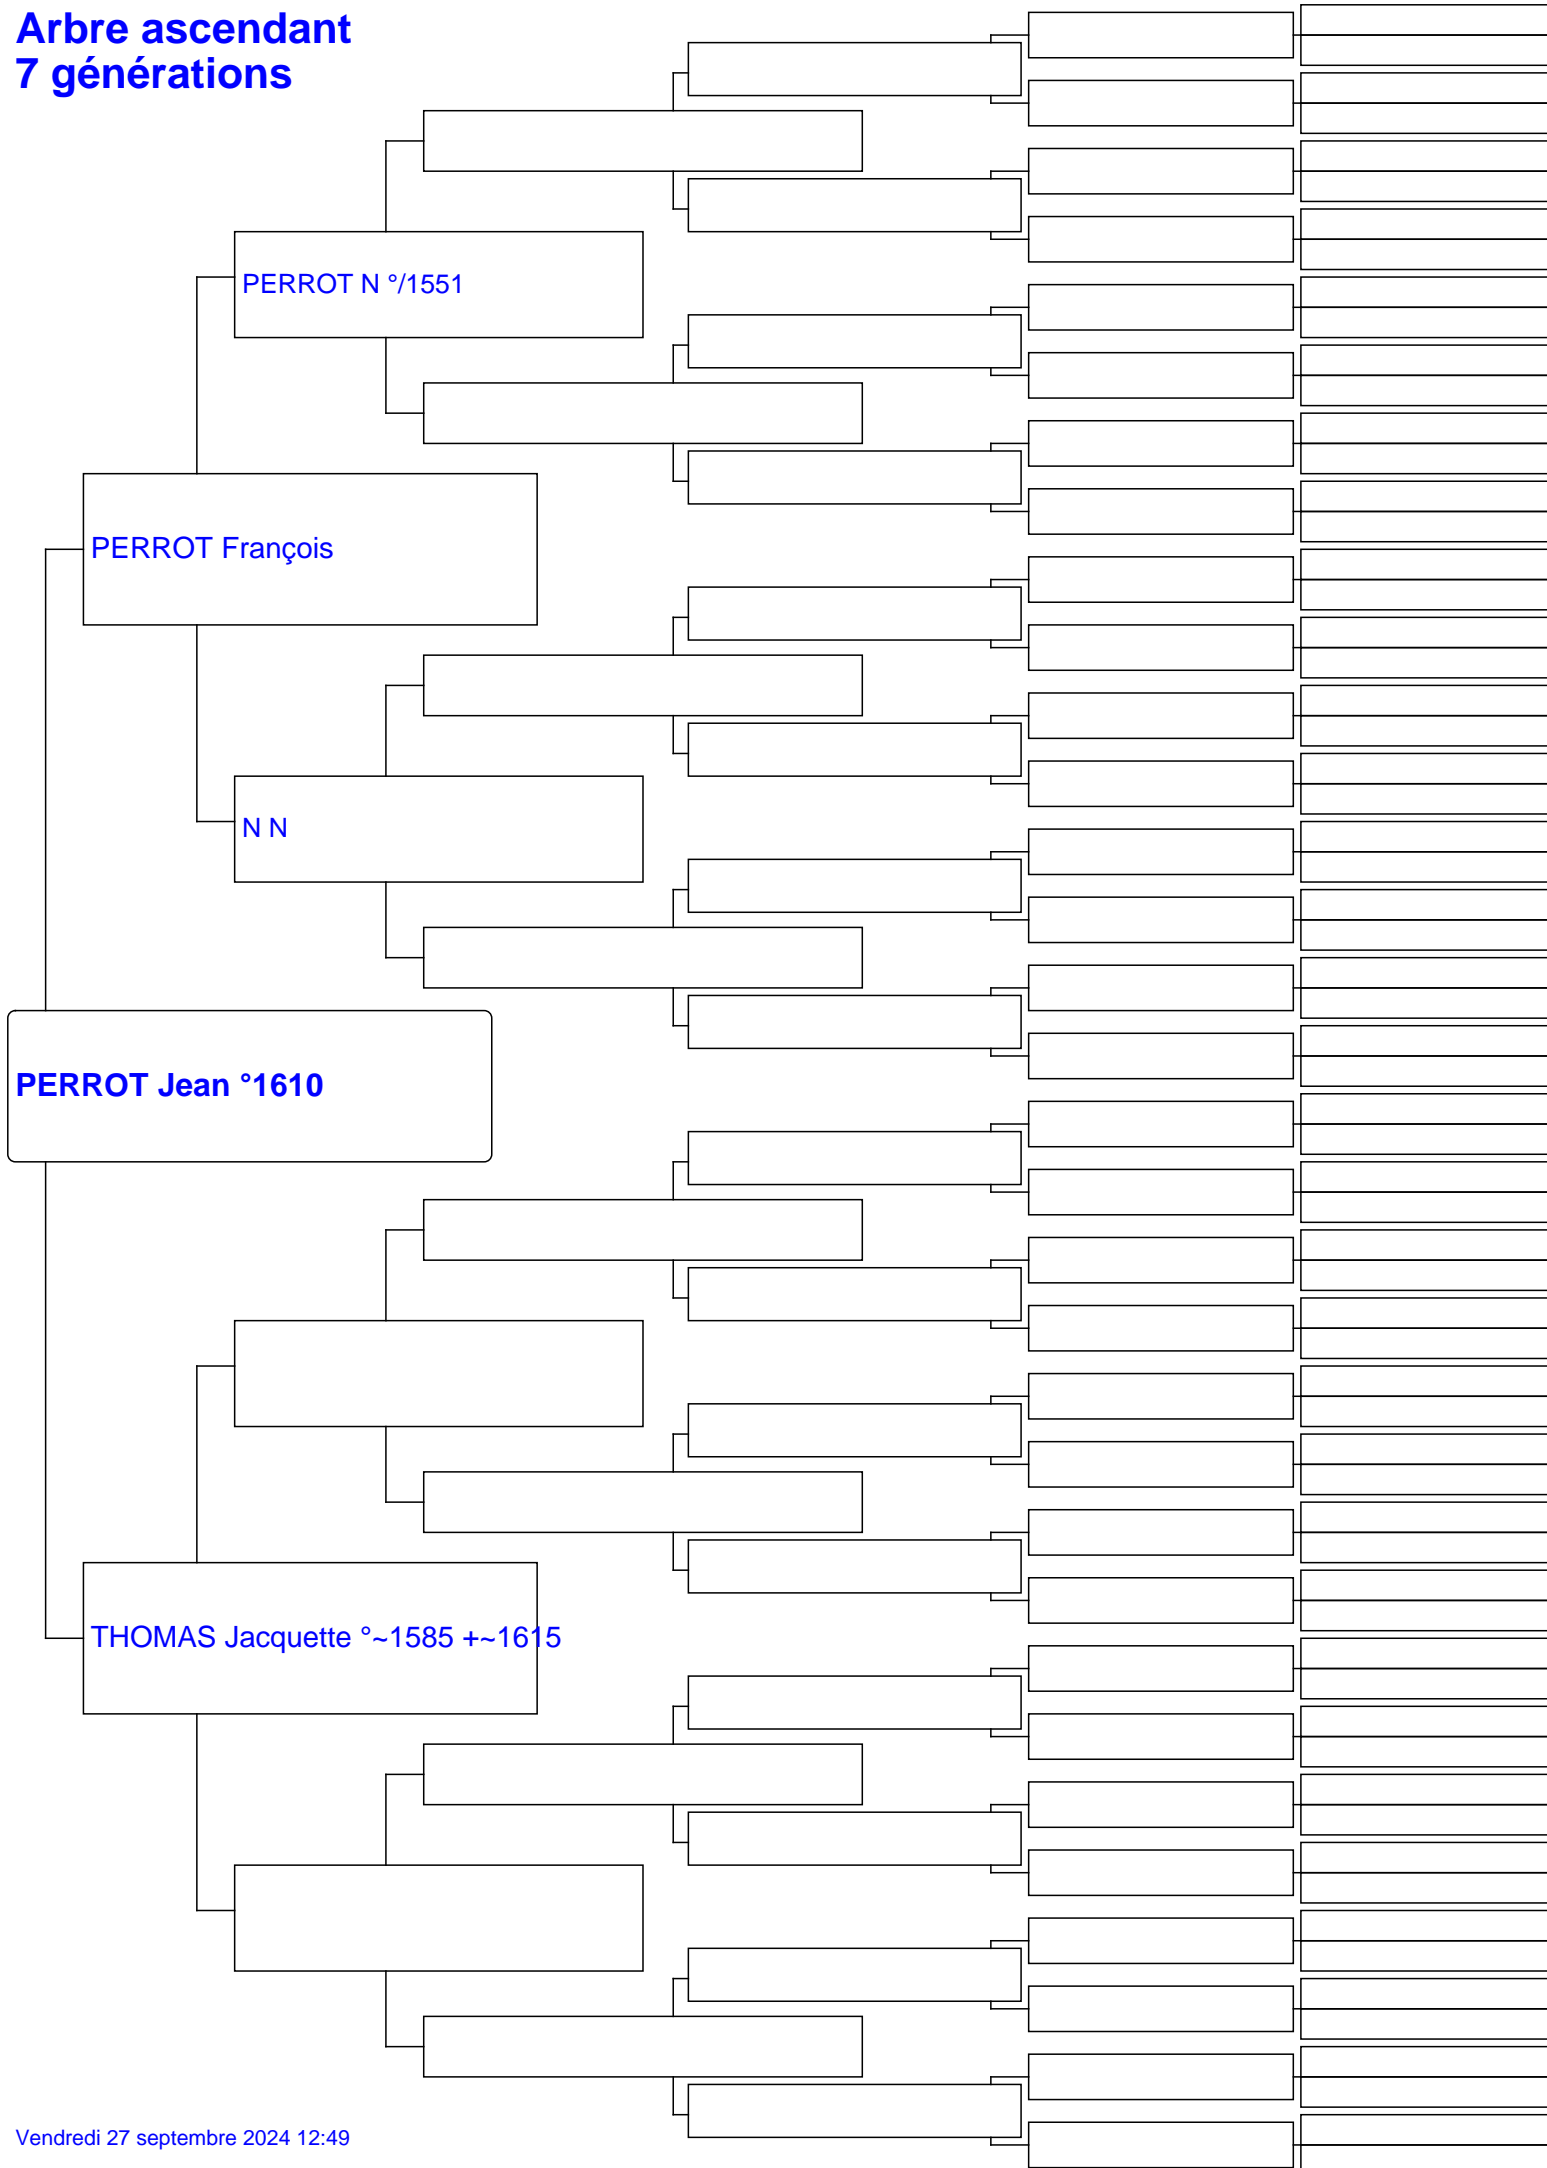 Arbre ascendant
7 générations
PERROT N °/1551
PERROT François
N N
PERROT Jean °1610
THOMAS Jacquette °~1585 +~1615
Vendredi 27 septembre 2024 12:49